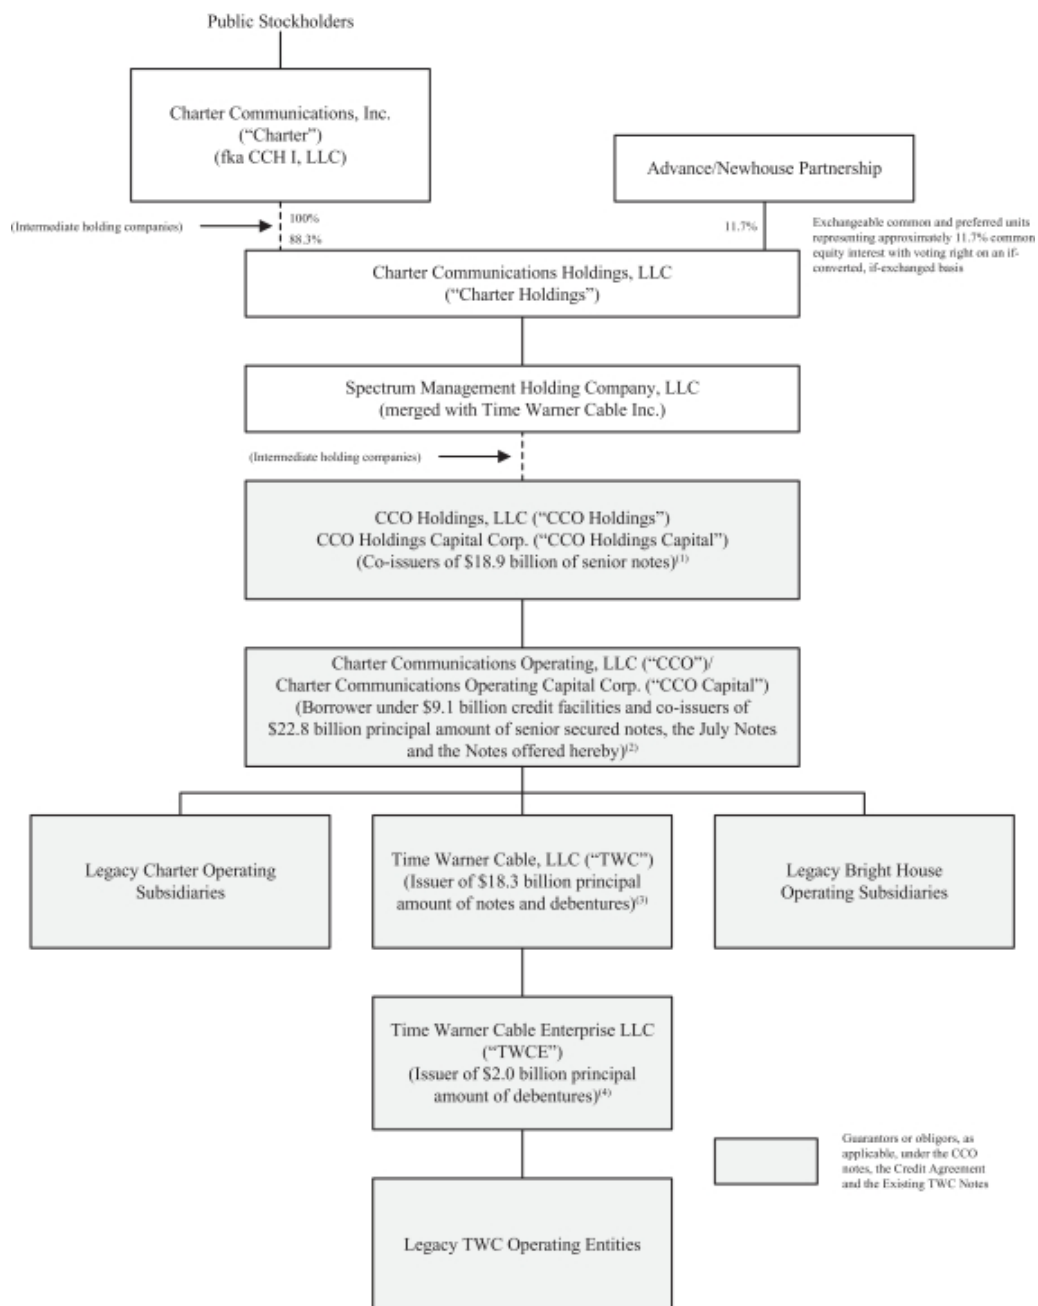 Public Stockholders
Charter Communications, Inc.
(“Charter”)
(fka CCH I, LLC)
Advance/Newhouse Partnership
(Intermediate holding companies)
100%
88.3%
11.7%
Exchangeable common and preferred units
representing approximately 11.7% common
equity interest with voting right on an if-
converted, if-exchanged basis
Charter Communications Holdings, LLC
(“Charter Holdings”)
Spectrum Management Holding Company, LLC
(merged with Time Warner Cable Inc.)
(Intermediate holding companies)
CCO Holdings, LLC (“CCO Holdings”)
CCO Holdings Capital Corp. (“CCO Holdings Capital”)
(Co-issuers of $18.9 billion of senior notes)(1)
Charter Communications Operating, LLC (“CCO”)/
Charter Communications Operating Capital Corp. (“CCO Capital”)
(Borrower under $9.1 billion credit facilities and co-issuers of
$22.8 billion principal amount of senior secured notes, the July Notes
and the Notes offered hereby)(2)
Legacy Charter Operating
Subsidiaries
Time Warner Cable, LLC (“TWC”)
(Issuer of $18.3 billion principal
amount of notes and debentures)(3)
Legacy Bright House
Operating Subsidiaries
Time Warner Cable Enterprise LLC
(“TWCE”)
(Issuer of $2.0 billion principal
amount of debentures)(4)
Guarantors or obligors, as
applicable, under the CCO
notes, the Credit Agreement
and the Existing TWC Notes
Legacy TWC Operating Entities